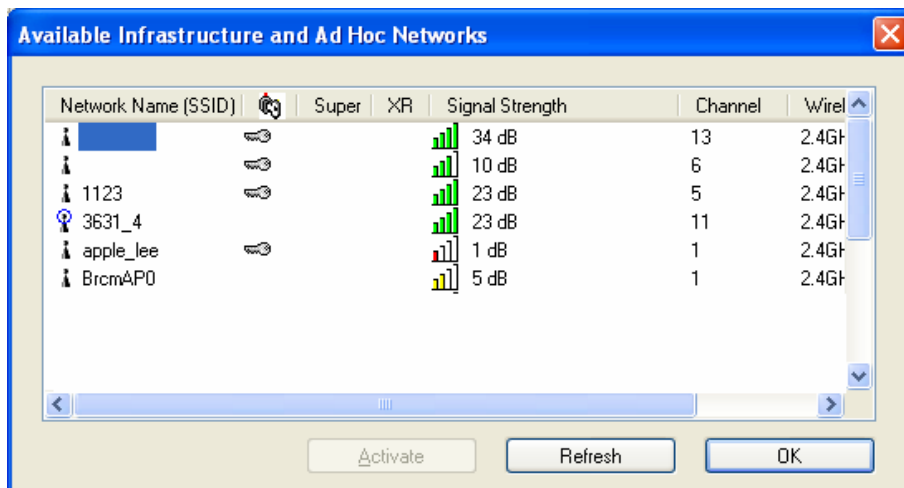 Available Infrastructure and Ad Hoc Networks
Network Name (SSID) Super XR Signal Strength Channel Wirel
34 dB 13 2.4GH
10 dB 6 2.4GH
1123 23 dB 5 2.4GH
3631_4 23 dB 11 2.4GH
apple_lee 1 dB 1 2.4GH
BrcmAP0 5 dB 1 2.4GH
Activate Refresh OK